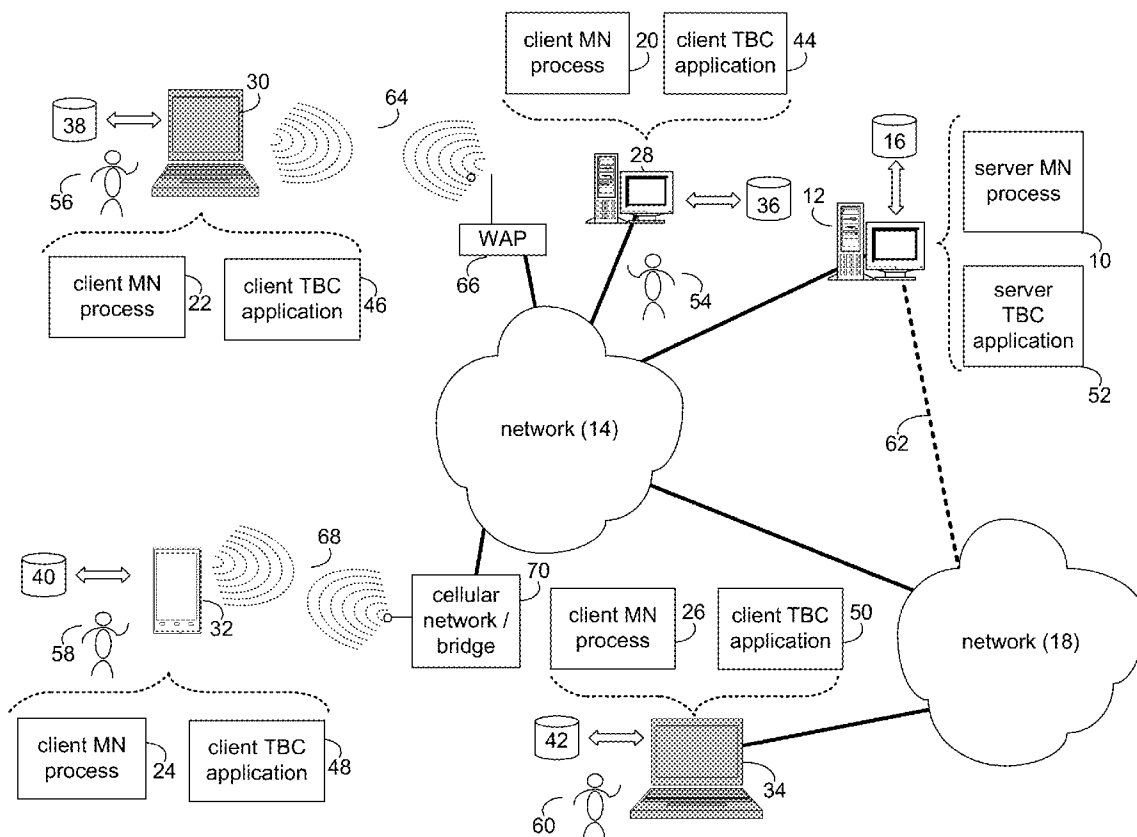 client MN
process
20
client TBC
application
44
30
64
38
56
28
36
16
12
server MN
process
10
server
TBC
application
52
WAP
66
54
client MN
process
22
client TBC
application
46
network (14)
62
68
40
32
58
70
cellular
network /
bridge
client MN
process
26
client TBC
application
50
network (18)
client MN
process
24
client TBC
application
48
42
34
60